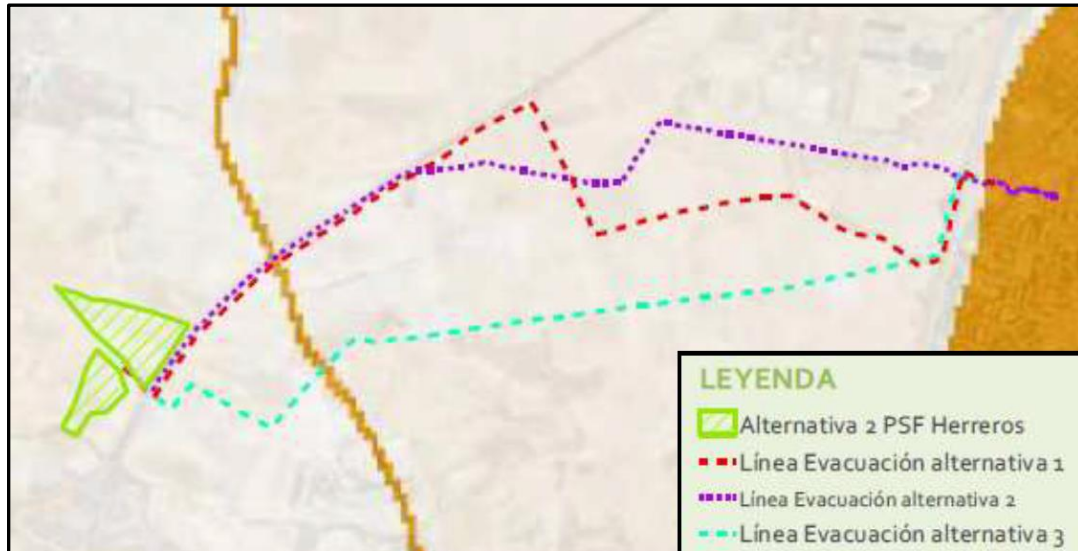 LEYENDA
Alternativa 2 PSF Herreros
Línea Evacuación alternativa 1
Línea Evacuación alternativa 2
Línea Evacuación alternativa 3